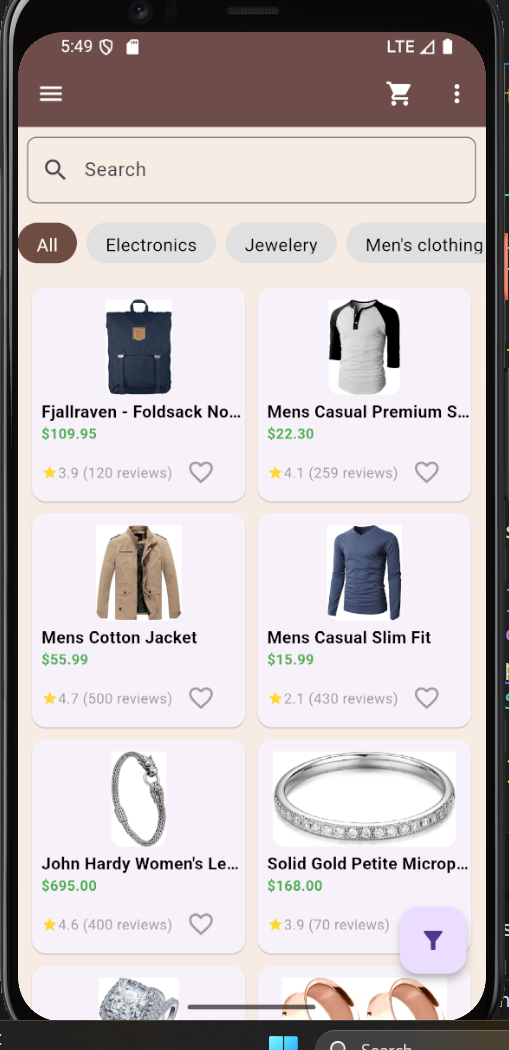 5:49
LTE
Search
All
Electronics
Jewelery
Men's clothing
Fjallraven - Foldsack No...
Mens Casual Premium S...
$109.95
$22.30
3.9 (120 reviews)
4.1 (259 reviews)
Mens Cotton Jacket
Mens Casual Slim Fit
$55.99
$15.99
4.7 (500 reviews)
2.1 (430 reviews)
John Hardy Women's Le...
Solid Gold Petite Microp...
$695.00
$168.00
4.6 (400 reviews)
3.9 (70 reviews)
Search